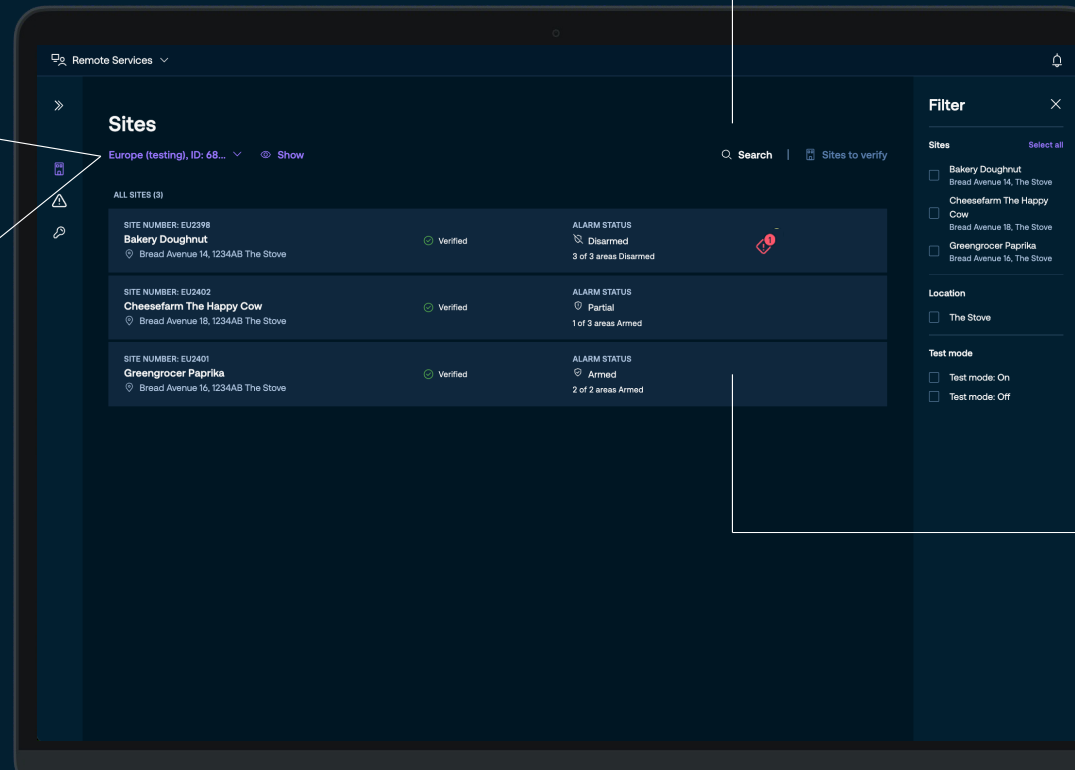 Remote Services
Sites
Europe (testing), ID: 68...
Show
Search
Sites to verify
ALL SITES (3)
SITE NUMBER: EU2398
Bakery Doughnut
Bread Avenue 14, 1234AB The Stove
Verified
ALARM STATUS
Disarmed
3 of 3 areas Disarmed
1
SITE NUMBER: EU2402
Cheesefarm The Happy Cow
Bread Avenue 18, 1234AB The Stove
Verified
ALARM STATUS
Partial
1 of 3 areas Armed
SITE NUMBER: EU2401
Greengrocer Paprika
Bread Avenue 16, 1234AB The Stove
Verified
ALARM STATUS
Armed
2 of 2 areas Armed
Filter
Sites
Select all
Bakery Doughnut
Bread Avenue 14, The Stove
Cheesefarm The Happy
Cow
Bread Avenue 18, The Stove
Greengrocer Paprika
Bread Avenue 16, The Stove
Location
The Stove
Test mode
Test mode: On
Test mode: Off